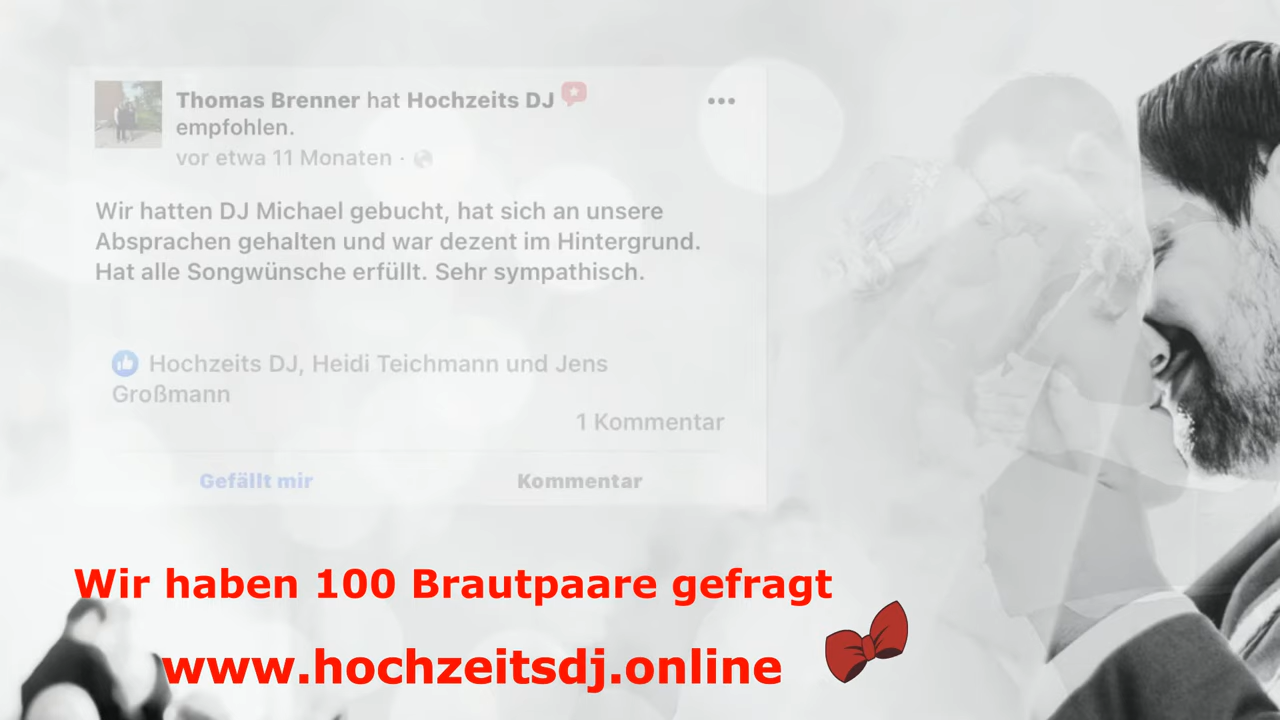 Thomas Brenner hat Hochzeits DJ
empfohlen.
vor etwa 11 Monaten ·
Wir hatten DJ Michael gebucht, hat sich an unsere
Absprachen gehalten und war dezent im Hintergrund.
Hat alle Songwünsche erfüllt. Sehr sympathisch.
Hochzeits DJ, Heidi Teichmann und Jens
Großmann
1 Kommentar
Gefällt mir Kommentar
Wir haben 100 Brautpaare gefragt
www.hochzeitsdj.online